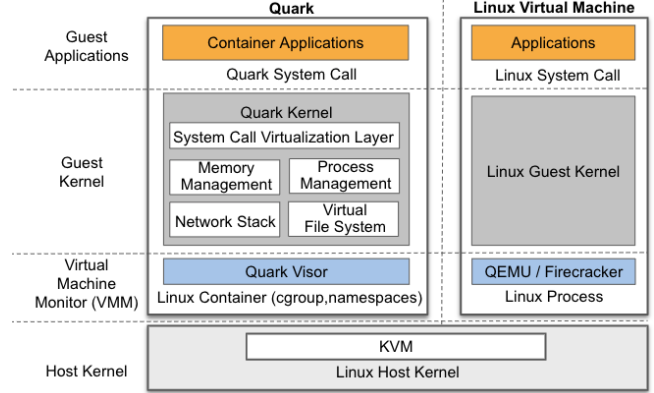 Quark
Linux Virtual Machine
Guest
Applications
Container Applications
Quark System Call
Applications
Linux System Call
Guest
Kernel
Quark Kernel
System Call Virtualization Layer
Memory
Management
Process
Management
Network Stack
Virtual
File System
Linux Guest Kernel
Virtual
Machine
Monitor (VMM)
Quark Visor
Linux Container (cgroup,namespaces)
QEMU / Firecracker
Linux Process
Host Kernel
KVM
Linux Host Kernel